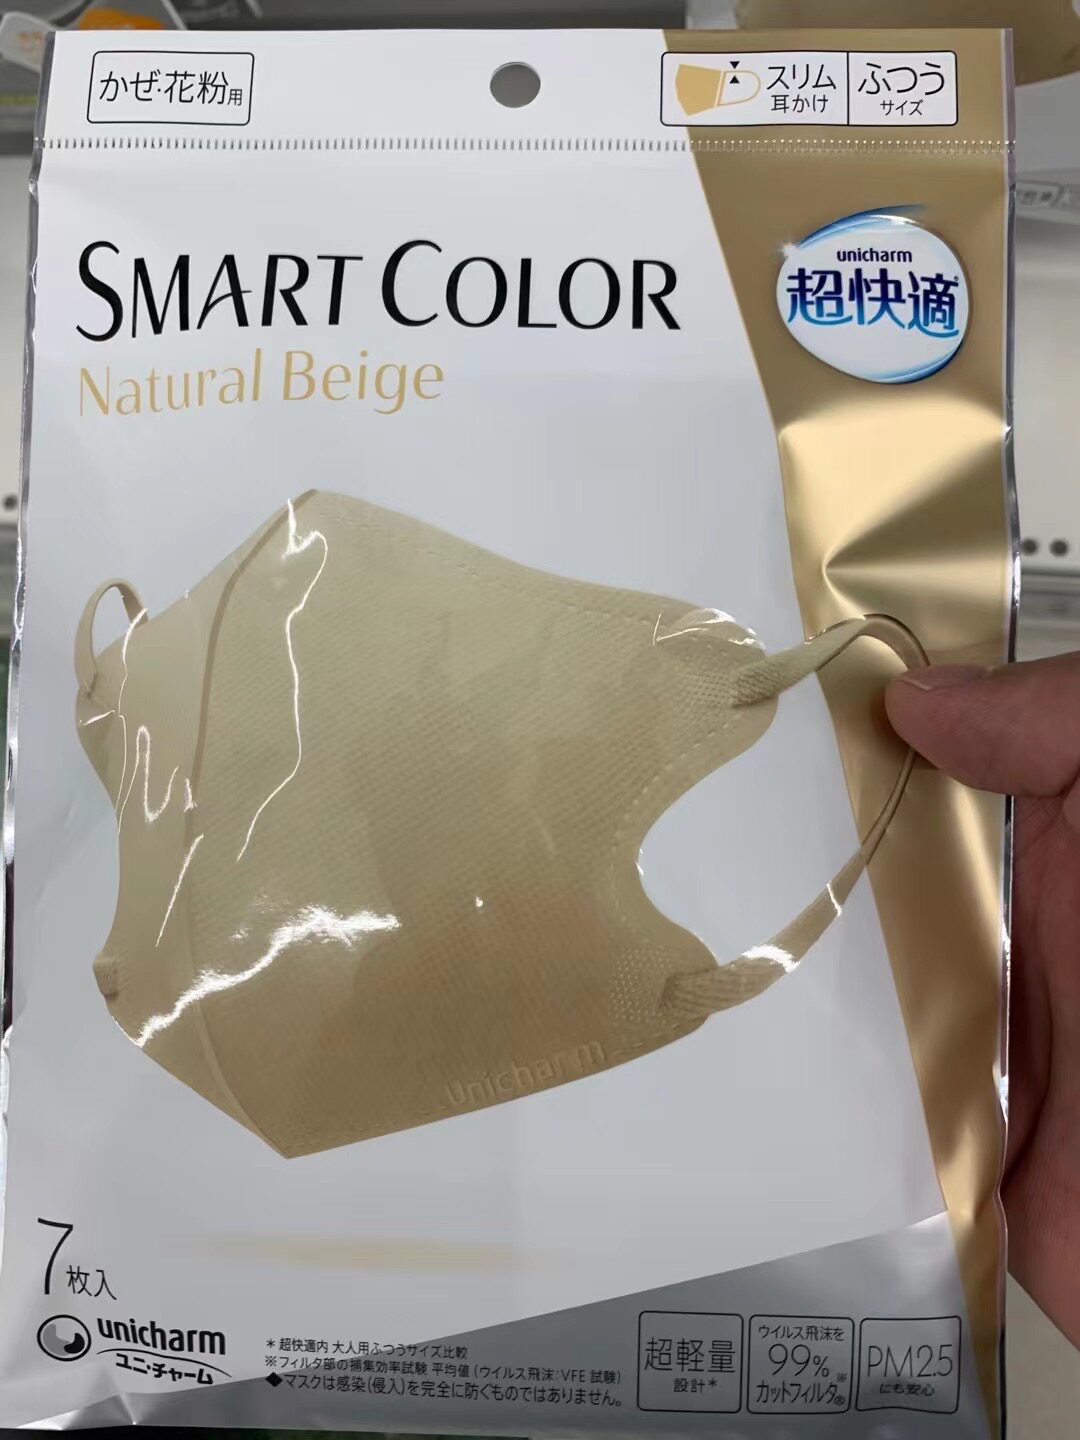 かぜ・花粉用
スリム
耳かけ
ふつう
サイズ
SMART COLOR
Natural Beige
unicharm
超快適
unicharm
7枚入
unicharm
ユニ・チャーム
＊超快適内 大人用ふつうサイズ比較
※フィルタ部の捕集効率試験 平均値（ウイルス飛沫：VFE 試験）
◆マスクは感染（侵入）を完全に防ぐものではありません。
超軽量
設計＊
ウイルス飛沫を
99%※
カットフィルタ®
PM2.5
にも安心